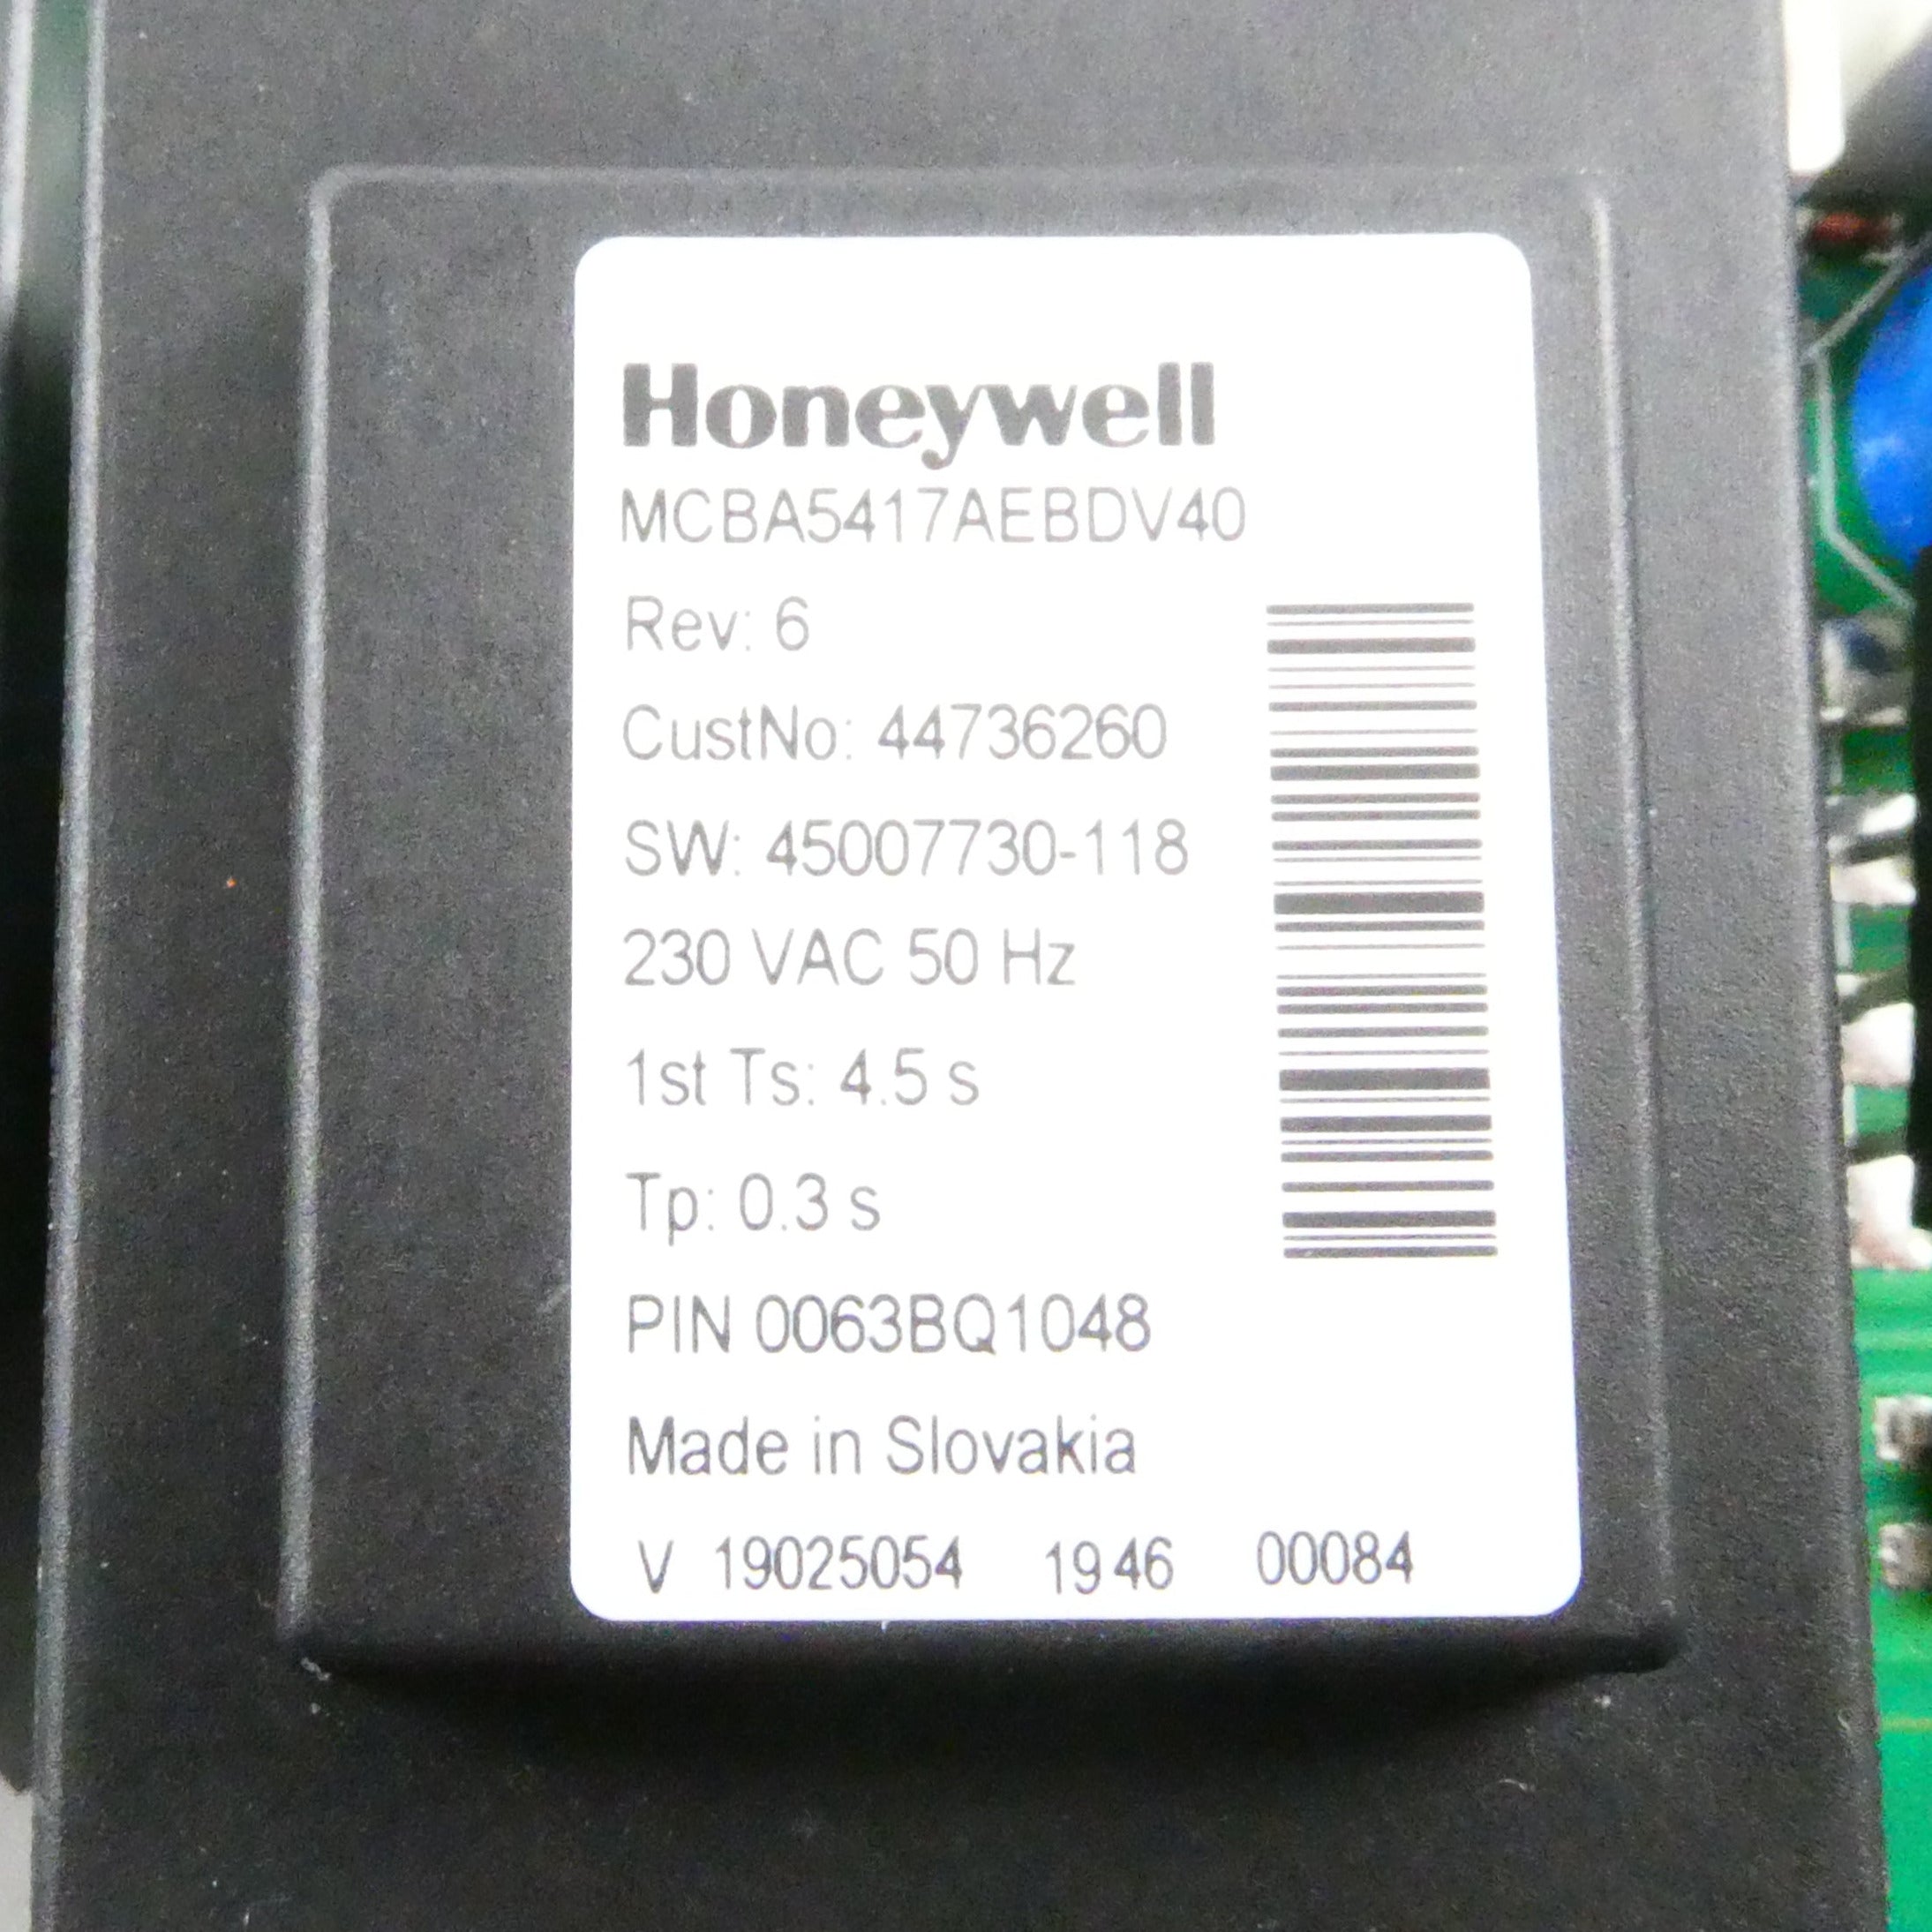 Honeywell
MCBA5417AEBDV40
Rev: 6
CustNo: 44736260
SW: 45007730-118
230 VAC 50 Hz
1st Ts: 4.5 s
Tp: 0.3 s
PIN 0063BQ1048
Made in Slovakia
V 19025054 1946 00084